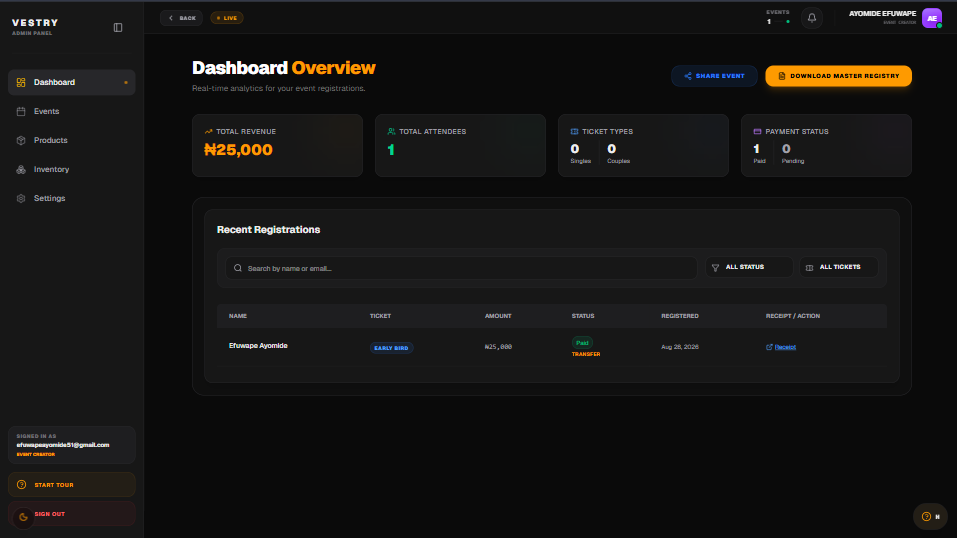 VESTRY
ADMIN PANEL
BACK
LIVE
EVENTS
1
AYOMIDE EFUWAPE
EVENT CREATOR
AE
Dashboard
Events
Products
Inventory
Settings
Dashboard Overview
Real-time analytics for your event registrations.
SHARE EVENT
DOWNLOAD MASTER REGISTRY
TOTAL REVENUE
₦25,000
TOTAL ATTENDEES
1
TICKET TYPES
0 0
Singles Couples
PAYMENT STATUS
1 0
Paid Pending
Recent Registrations
Search by name or email...
ALL STATUS
ALL TICKETS
NAME TICKET AMOUNT STATUS REGISTERED RECEIPT / ACTION
Efuwape Ayomide EARLY BIRD ₦25,000 Paid Aug 28, 2026 Receipt
TRANSFER
SIGNED IN AS
efuwapeayomide51@gmail.com
EVENT CREATOR
START TOUR
SIGN OUT